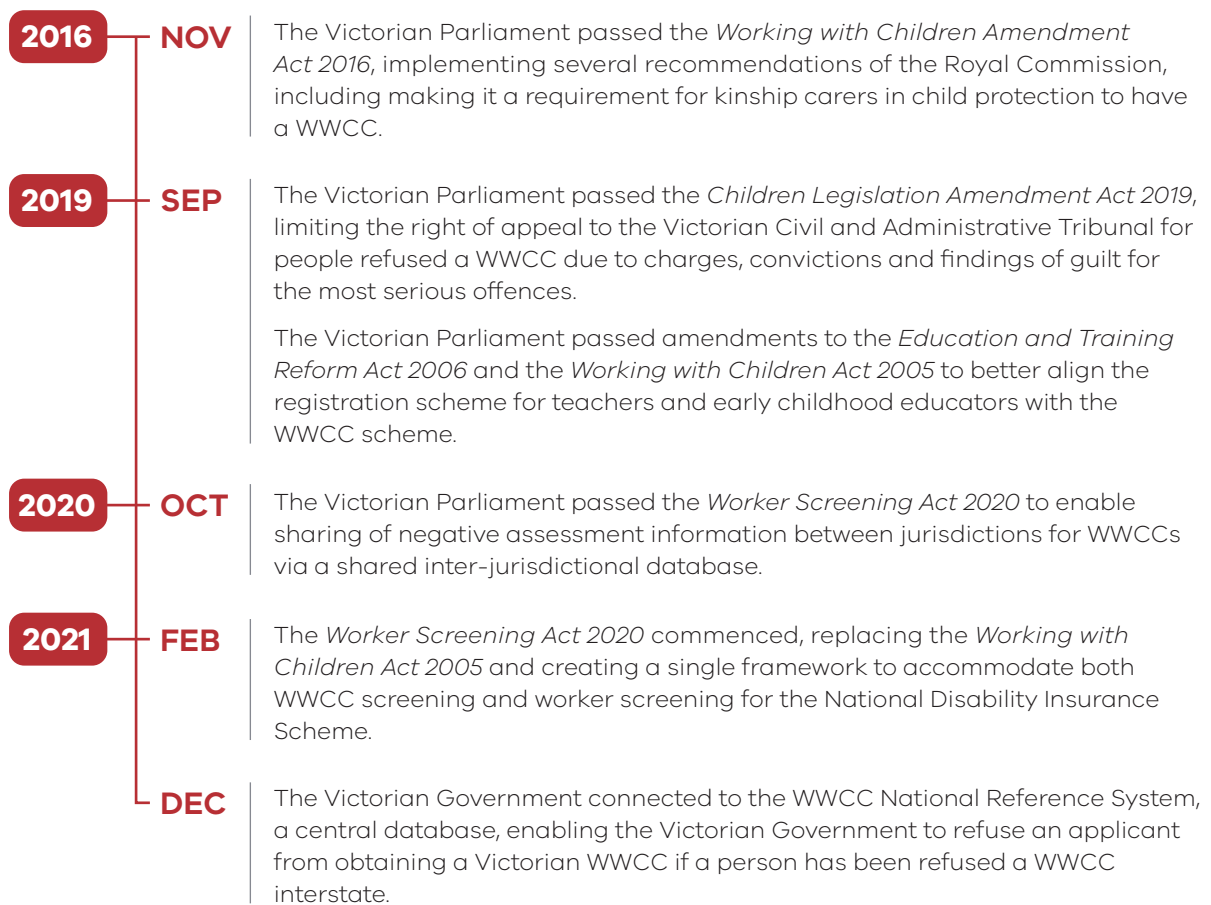 2016
NOV
The Victorian Parliament passed the Working with Children Amendment
Act 2016, implementing several recommendations of the Royal Commission,
including making it a requirement for kinship carers in child protection to have
a WWCC.
2019
SEP
The Victorian Parliament passed the Children Legislation Amendment Act 2019,
limiting the right of appeal to the Victorian Civil and Administrative Tribunal for
people refused a WWCC due to charges, convictions and findings of guilt for
the most serious offences.
The Victorian Parliament passed amendments to the Education and Training
Reform Act 2006 and the Working with Children Act 2005 to better align the
registration scheme for teachers and early childhood educators with the
WWCC scheme.
2020
OCT
The Victorian Parliament passed the Worker Screening Act 2020 to enable
sharing of negative assessment information between jurisdictions for WWCCs
via a shared inter-jurisdictional database.
2021
FEB
The Worker Screening Act 2020 commenced, replacing the Working with
Children Act 2005 and creating a single framework to accommodate both
WWCC screening and worker screening for the National Disability Insurance
Scheme.
DEC
The Victorian Government connected to the WWCC National Reference System,
a central database, enabling the Victorian Government to refuse an applicant
from obtaining a Victorian WWCC if a person has been refused a WWCC
interstate.